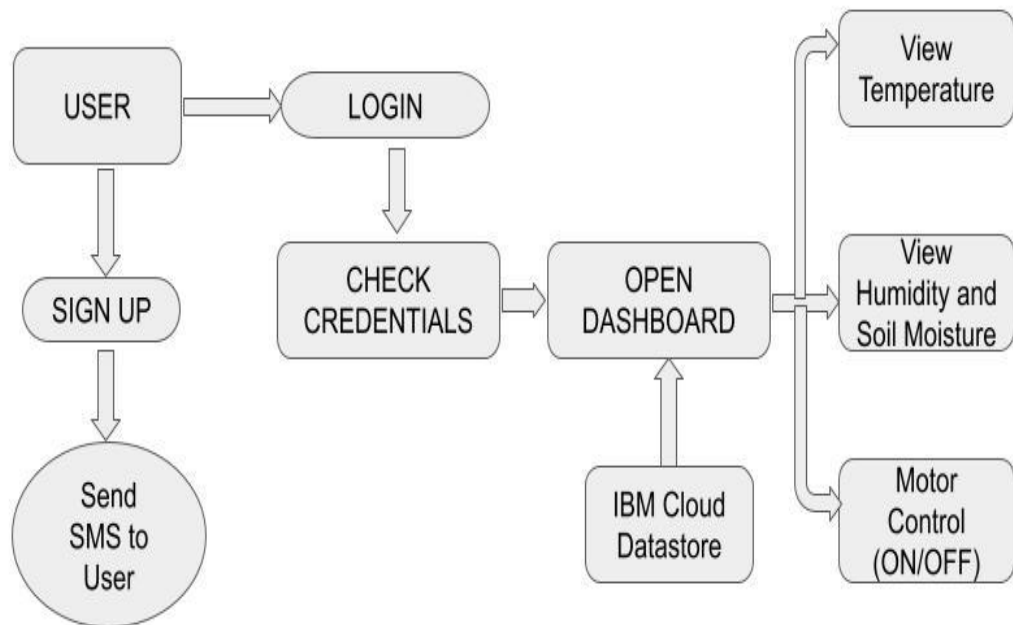 USER
LOGIN
View
Temperature
SIGN UP
CHECK
CREDENTIALS
OPEN
DASHBOARD
View
Humidity and
Soil Moisture
Send
SMS to
User
IBM Cloud
Datastore
Motor
Control
(ON/OFF)